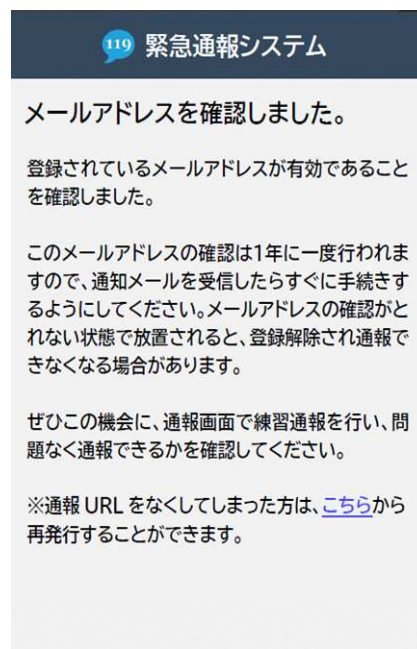 119 緊急通報システム
メールアドレスを確認しました。
登録されているメールアドレスが有効であること
を確認しました。
このメールアドレスの確認は1年に一度行われま
すので、通知メールを受信したらすぐに手続きす
るようにしてください。メールアドレスの確認がと
れない状態で放置されると、登録解除され通報で
きなくなる場合があります。
ぜひこの機会に、通報画面で練習通報を行い、問
題なく通報できるかを確認してください。
※通報 URL をなくしてしまった方は、こちらから
再発行することができます。